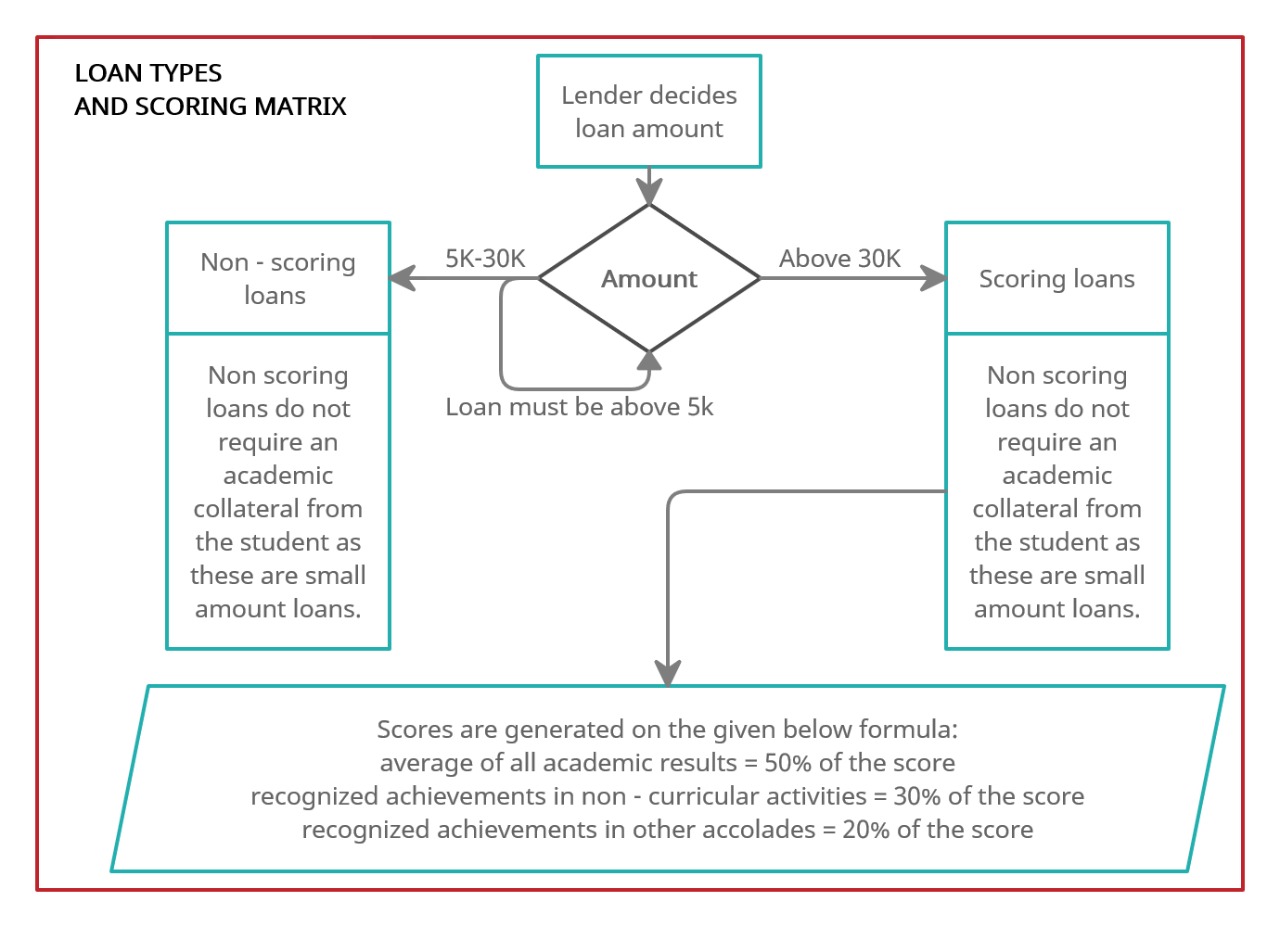 LOAN TYPES
AND SCORING MATRIX
Lender decides
loan amount
Amount
5K-30K
Above 30K
Loan must be above 5k
Non - scoring
loans
Non scoring
loans do not
require an
academic
collateral from
the student as
these are small
amount loans.
Scoring loans
Non scoring
loans do not
require an
academic
collateral from
the student as
these are small
amount loans.
Scores are generated on the given below formula:
average of all academic results = 50% of the score
recognized achievements in non - curricular activities = 30% of the score
recognized achievements in other accolades = 20% of the score